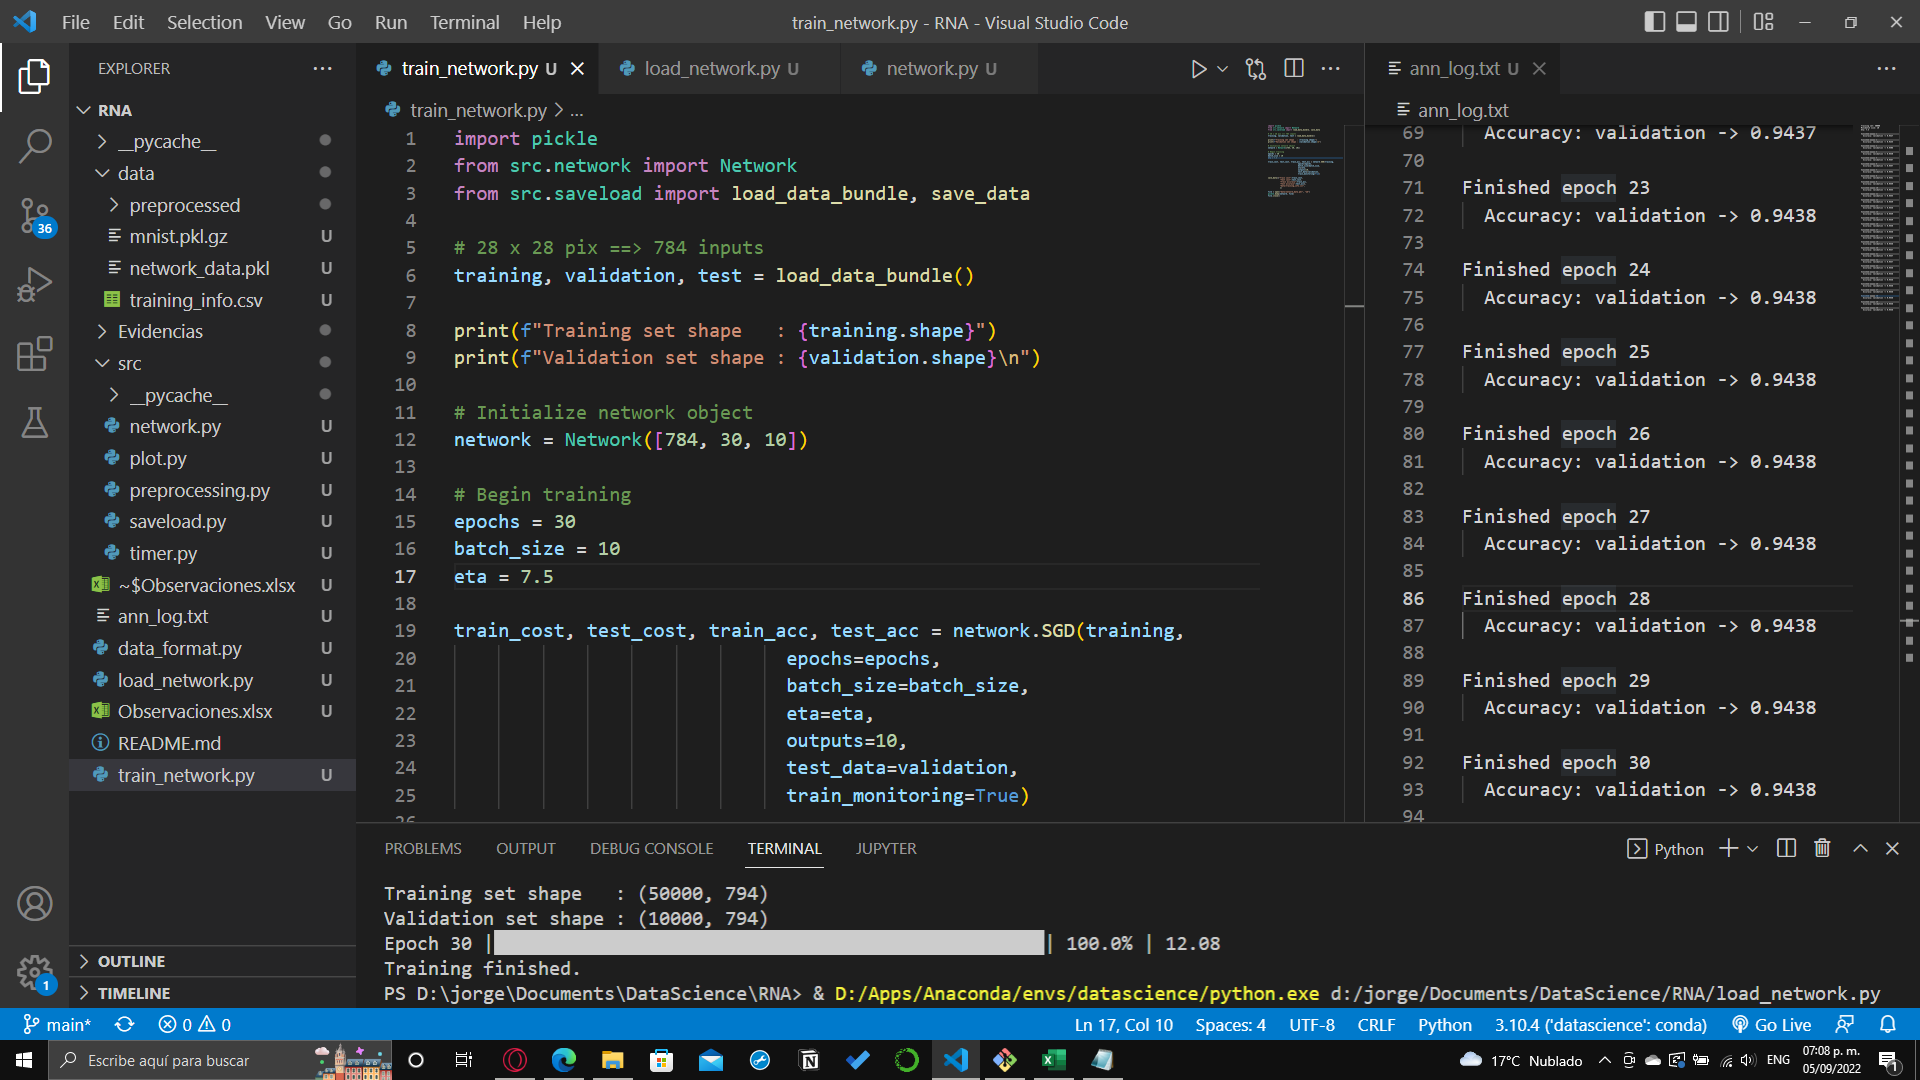 File Edit Selection View Go Run Terminal Help
train_network.py - RNA - Visual Studio Code
EXPLORER
RNA
__pycache__
data
preprocessed
mnist.pkl.gz U
network_data.pkl U
training_info.csv U
Evidencias
src
__pycache__
network.py U
plot.py U
preprocessing.py U
saveload.py U
timer.py U
~$Observaciones.xlsx U
ann_log.txt U
data_format.py U
load_network.py U
Observaciones.xlsx U
README.md
train_network.py U
OUTLINE
TIMELINE
36
1
train_network.py U
load_network.py U
network.py U
train_network.py > ...
1 import pickle
2 from src.network import Network
3 from src.saveload import load_data_bundle, save_data
4
5 # 28 x 28 pix ==> 784 inputs
6 training, validation, test = load_data_bundle()
7
8 print(f"Training set shape   : {training.shape}")
9 print(f"Validation set shape : {validation.shape}\n")
10
11 # Initialize network object
12 network = Network([784, 30, 10])
13
14 # Begin training
15 epochs = 30
16 batch_size = 10
17 eta = 7.5
18
19 train_cost, test_cost, train_acc, test_acc = network.SGD(training,
20 epochs=epochs,
21 batch_size=batch_size,
22 eta=eta,
23 outputs=10,
24 test_data=validation,
25 train_monitoring=True)
26
ann_log.txt U
ann_log.txt
69 Accuracy: validation -> 0.9437
70
71 Finished epoch 23
72 Accuracy: validation -> 0.9438
73
74 Finished epoch 24
75 Accuracy: validation -> 0.9438
76
77 Finished epoch 25
78 Accuracy: validation -> 0.9438
79
80 Finished epoch 26
81 Accuracy: validation -> 0.9438
82
83 Finished epoch 27
84 Accuracy: validation -> 0.9438
85
86 Finished epoch 28
87 Accuracy: validation -> 0.9438
88
89 Finished epoch 29
90 Accuracy: validation -> 0.9438
91
92 Finished epoch 30
93 Accuracy: validation -> 0.9438
94
PROBLEMS OUTPUT DEBUG CONSOLE TERMINAL JUPYTER
Python
Training set shape   : (50000, 794)
Validation set shape : (10000, 794)
Epoch 30 | | 100.0% | 12.08
Training finished.
PS D:\jorge\Documents\DataScience\RNA> & D:/Apps/Anaconda/envs/datascience/python.exe d:/jorge/Documents/DataScience/RNA/load_network.py
main* 0 0 Ln 17, Col 10 Spaces: 4 UTF-8 CRLF Python 3.10.4 ('datascience': conda) Go Live
Escribe aquí para buscar
17°C Nublado ENG
07:08 p. m.
05/09/2022
1